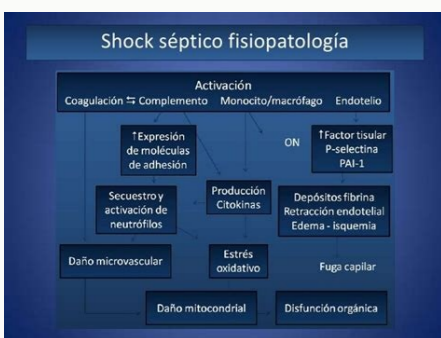 Shock séptico fisiopatología
Activación
Coagulación ⇆ Complemento Monocito/macrófago Endotelio
↑Expresión
de moléculas
de adhesión
ON
↑Factor tisular
P-selectina
PAI-1
Secuestro y
activación de
neutrófilos
Producción
Citokinas
Depósitos fibrina
Retracción endotelial
Edema - isquemia
Daño microvascular
Estrés
oxidativo
Fuga capilar
Daño mitocondrial
Disfunción orgánica